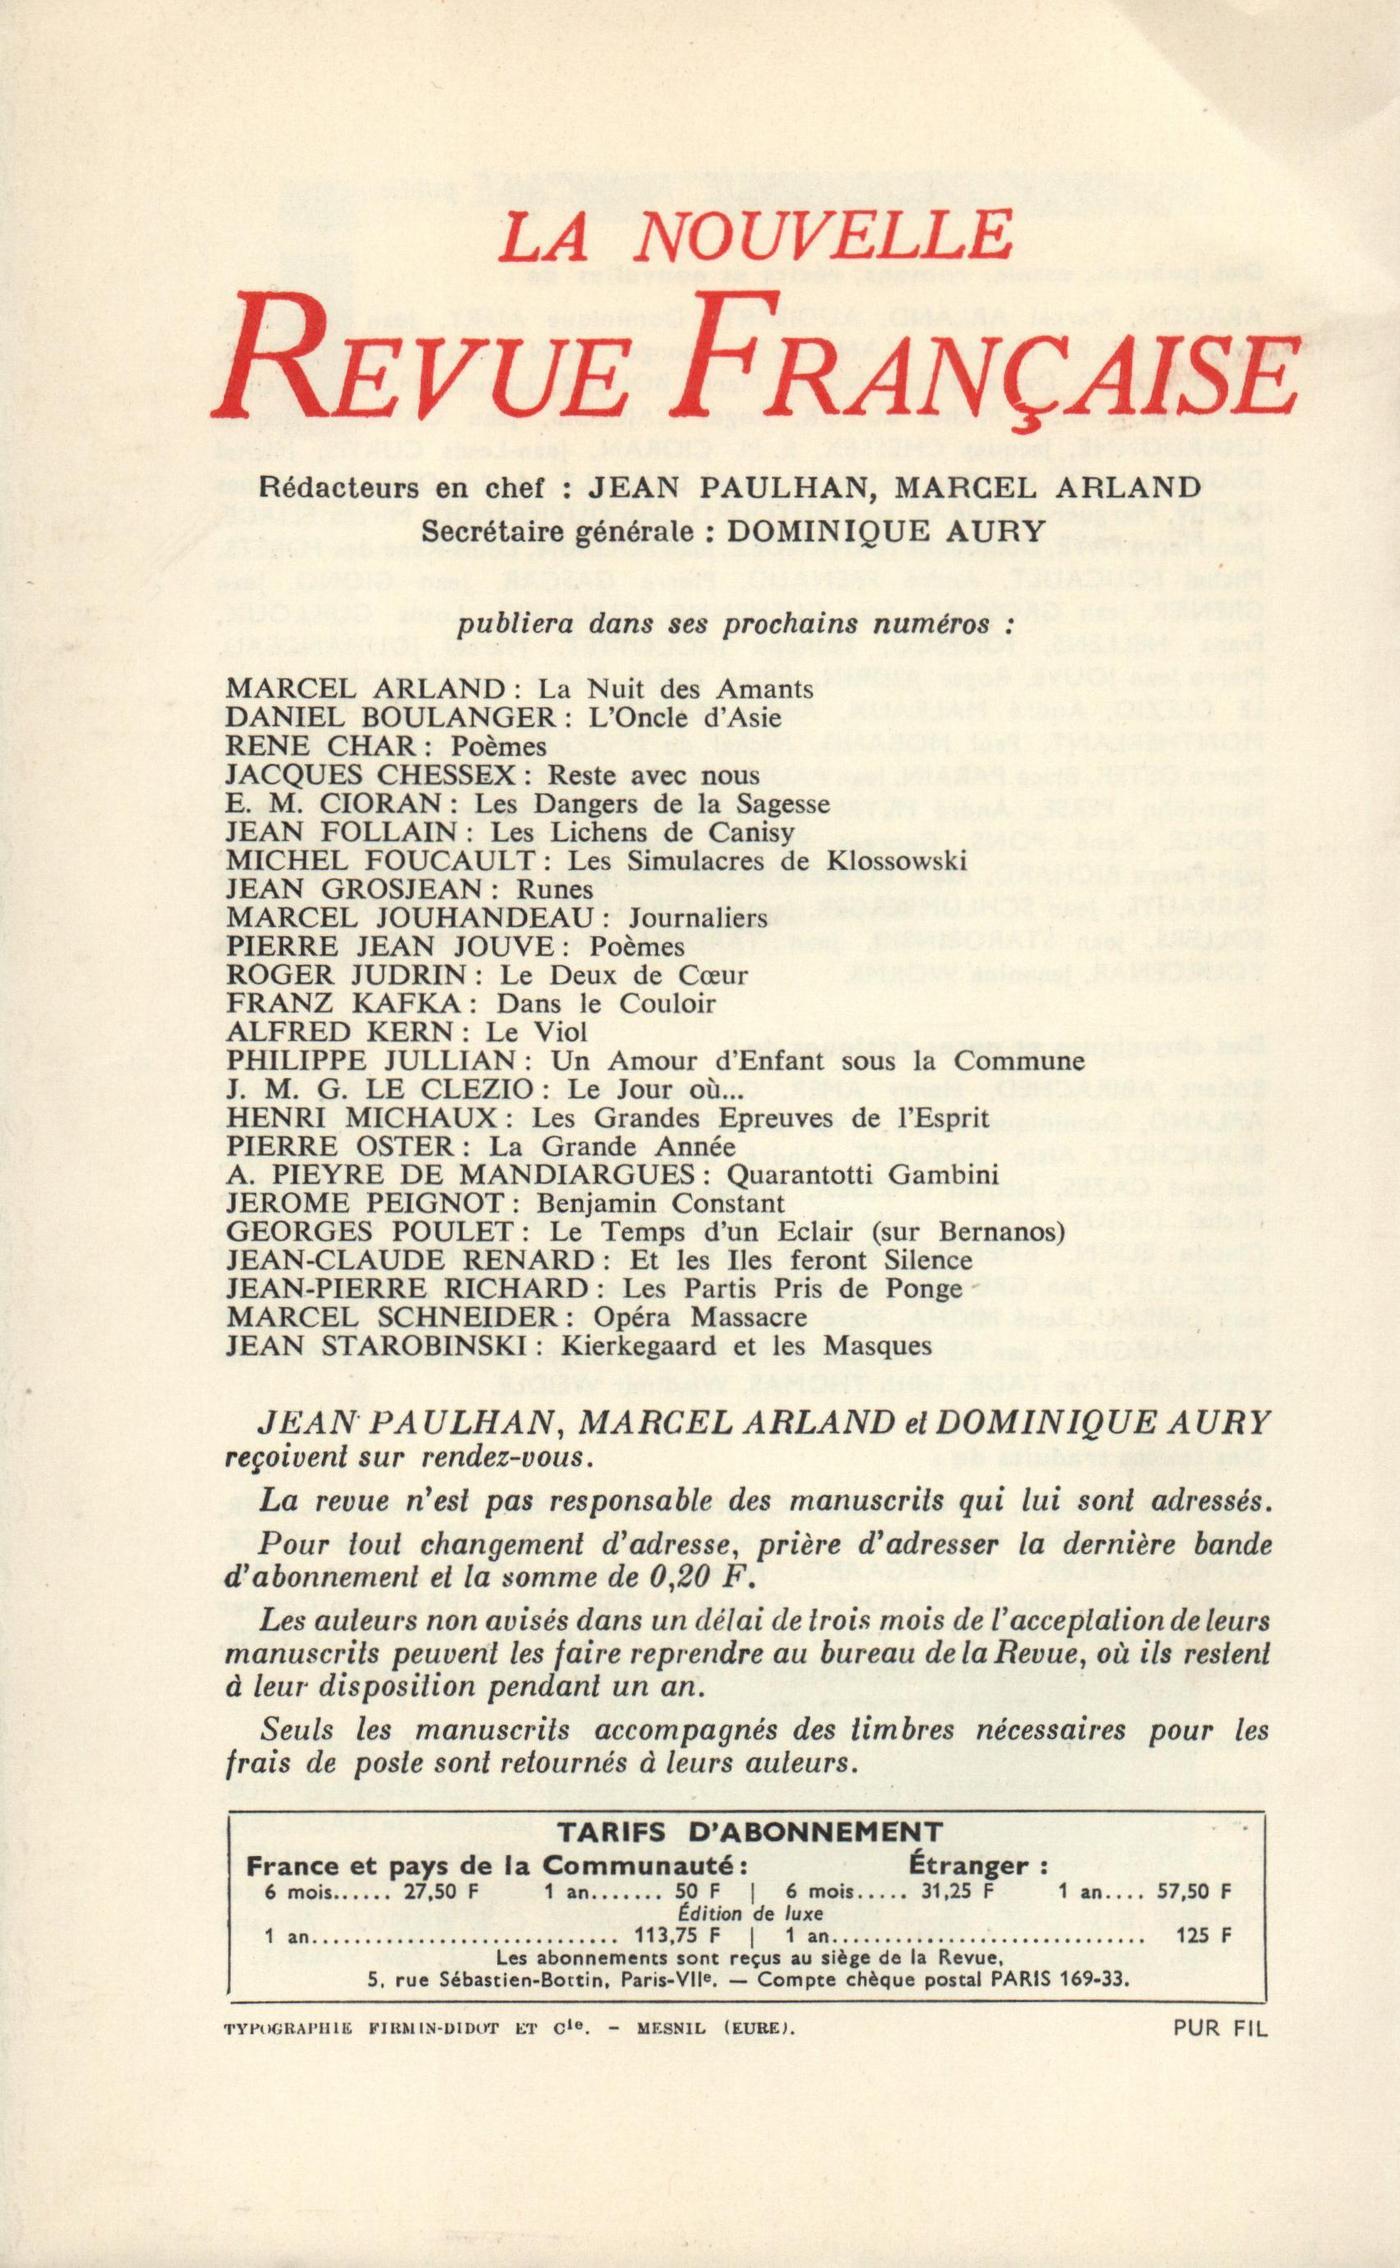 LA NOUVELLE
REVUE FRANÇAISE
Rédacteurs en chef : JEAN PAULHAN, MARCEL ARLAND
Secrétaire générale : DOMINIQUE AURY
publiera dans ses prochains numéros :
MARCEL ARLAND : La Nuit des Amants
DANIEL BOULANGER : L'Oncle d'Asie
RENE CHAR : Poèmes
JACQUES CHESSEX : Reste avec nous
E. M. CIORAN : Les Dangers de la Sagesse
JEAN FOLLAIN : Les Lichens de Canisy
MICHEL FOUCAULT : Les Simulacres de Klossowski
JEAN GROSJEAN : Runes
MARCEL JOUHANDEAU : Journaliers
PIERRE JEAN JOUVE : Poèmes
ROGER JUDRIN : Le Deux de Cœur
FRANZ KAFKA : Dans le Couloir
ALFRED KERN : Le Viol
PHILIPPE JULLIAN : Un Amour d'Enfant sous la Commune
J. M. G. LE CLEZIO : Le Jour où...
HENRI MICHAUX : Les Grandes Epreuves de l'Esprit
PIERRE OSTER : La Grande Année
A. PIEYRE DE MANDIARGUES : Quarantotti Gambini
JEROME PEIGNOT : Benjamin Constant
GEORGES POULET : Le Temps d'un Eclair (sur Bernanos)
JEAN-CLAUDE RENARD : Et les Iles feront Silence
JEAN-PIERRE RICHARD : Les Partis Pris de Ponge
MARCEL SCHNEIDER : Opéra Massacre
JEAN STAROBINSKI : Kierkegaard et les Masques
JEAN PAULHAN, MARCEL ARLAND et DOMINIQUE AURY
reçoivent sur rendez-vous.
La revue n'est pas responsable des manuscrits qui lui sont adressés.
Pour tout changement d'adresse, prière d'adresser la dernière bande
d'abonnement et la somme de 0,20 F.
Les auteurs non avisés dans un délai de trois mois de l'acceptation de leurs
manuscrits peuvent les faire reprendre au bureau de la Revue, où ils restent
à leur disposition pendant un an.
Seuls les manuscrits accompagnés des timbres nécessaires pour les
frais de poste sont retournés à leurs auteurs.
TARIFS D'ABONNEMENT
France et pays de la Communauté : Étranger :
6 mois...... 27,50 F 1 an....... 50 F | 6 mois..... 31,25 F 1 an.... 57,50 F
Édition de luxe
1 an............................. 113,75 F | 1 an.............................. 125 F
Les abonnements sont reçus au siège de la Revue,
5, rue Sébastien-Bottin, Paris-VIIe. — Compte chèque postal PARIS 169-33.
TYPOGRAPHIE FIRMIN-DIDOT ET Cie. – MESNIL (EURE). PUR FIL